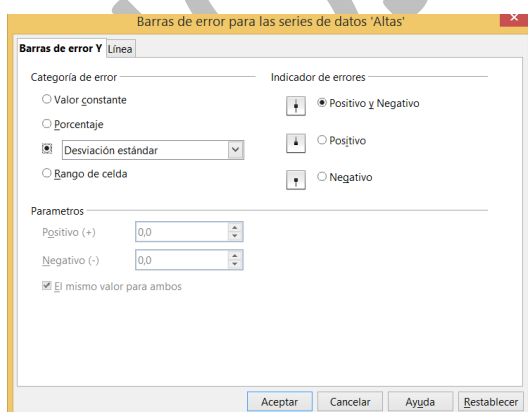 Barras de error para las series de datos 'Altas'
Barras de error Y Línea
Categoría de error
Valor constante
Porcentaje
Desviación estándar
Rango de celda
Indicador de errores
Positivo y Negativo
Positivo
Negativo
Parametros
Positivo (+) 0,0
Negativo (-) 0,0
El mismo valor para ambos
Aceptar Cancelar Ayuda Restablecer